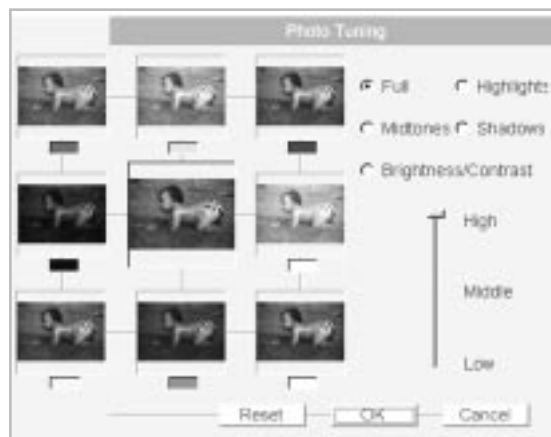 Photo Tuning
Full Highlights
Midtones Shadows
Brightness/Contrast
High
Middle
Low
Reset OK Cancel